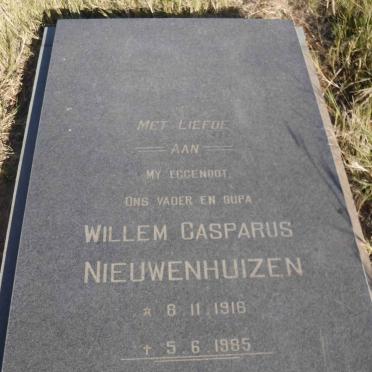 MET LIEFDE
AAN
MY EGGENOOT,
ONS VADER EN OUPA
WILLEM CASPARUS
NIEUWENHUIZEN
☆ 8.11.1916
✝ 5.6.1985